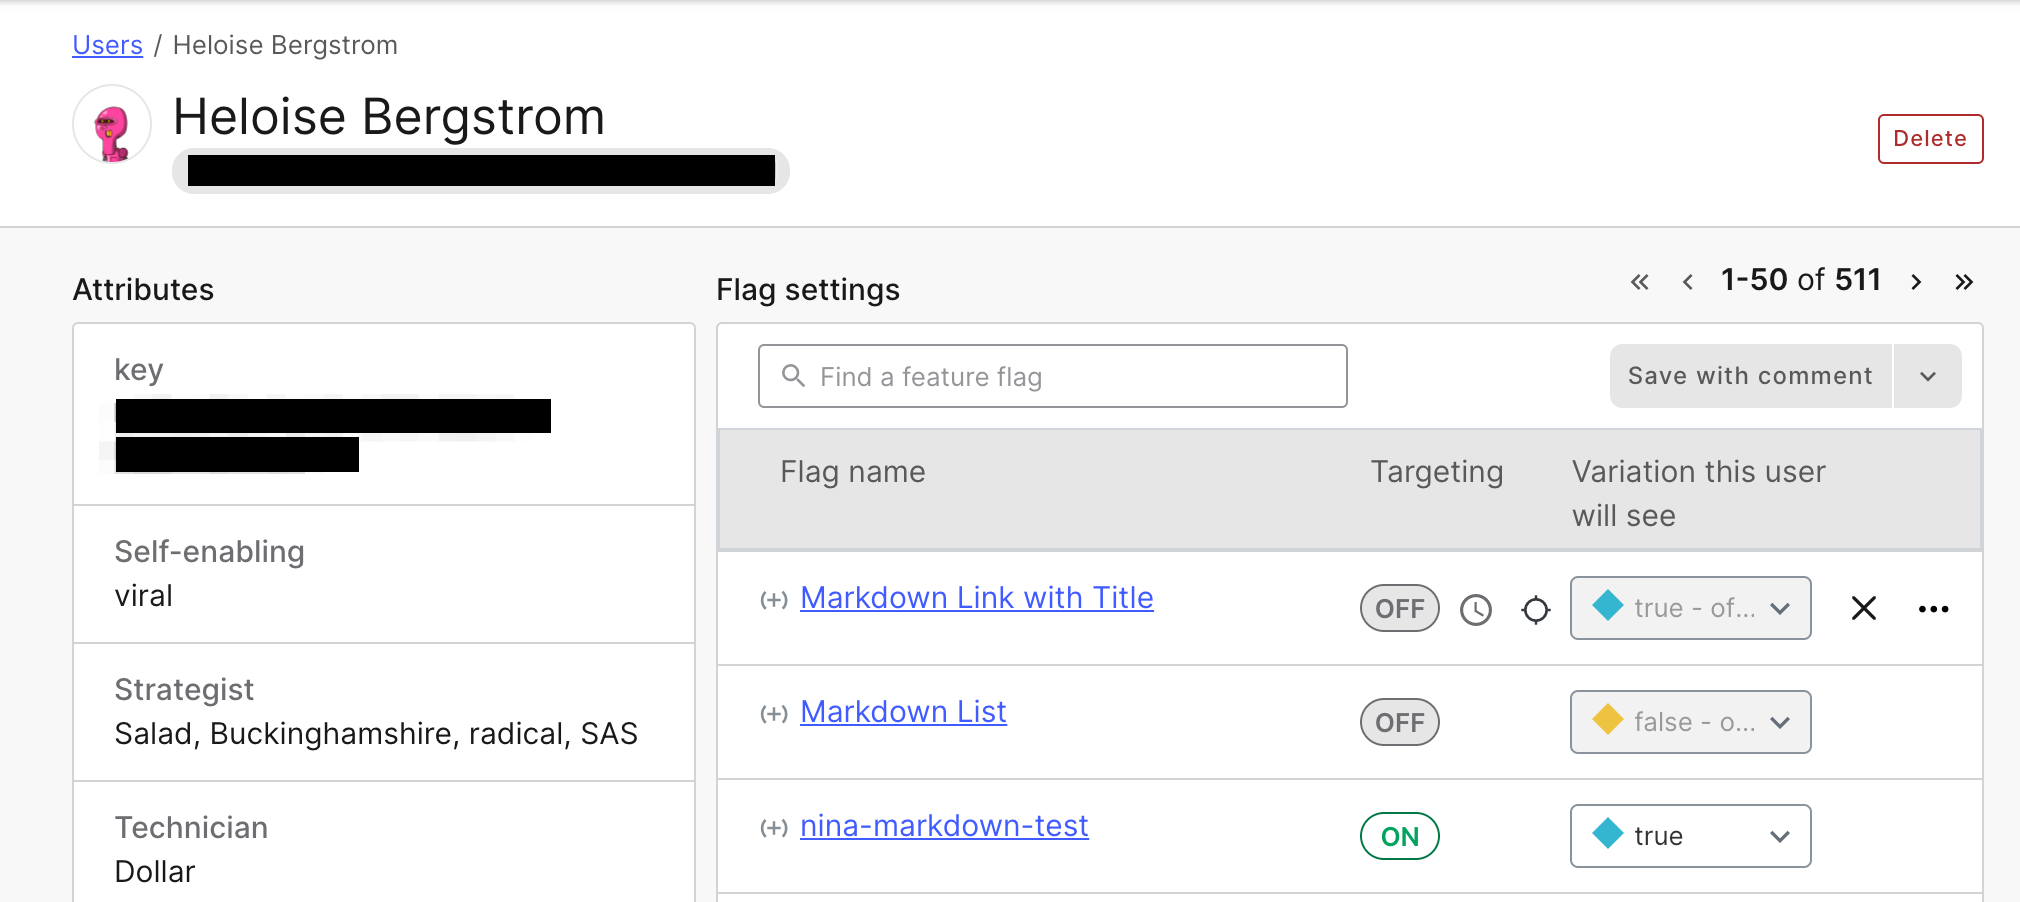 Users / Heloise Bergstrom
Heloise Bergstrom
Delete
Attributes
key
Self-enabling
viral
Strategist
Salad, Buckinghamshire, radical, SAS
Technician
Dollar
Flag settings
1-50 of 511
Find a feature flag
Save with comment
Flag name
Targeting
Variation this user
will see
Markdown Link with Title
OFF
true - of...
Markdown List
OFF
false - o...
nina-markdown-test
ON
true